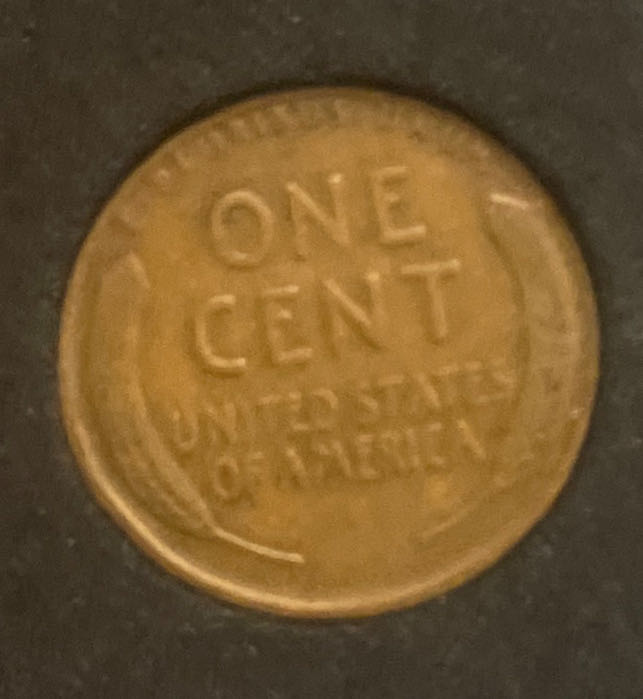 ONE
CENT
UNITED STATES
OF AMERICA